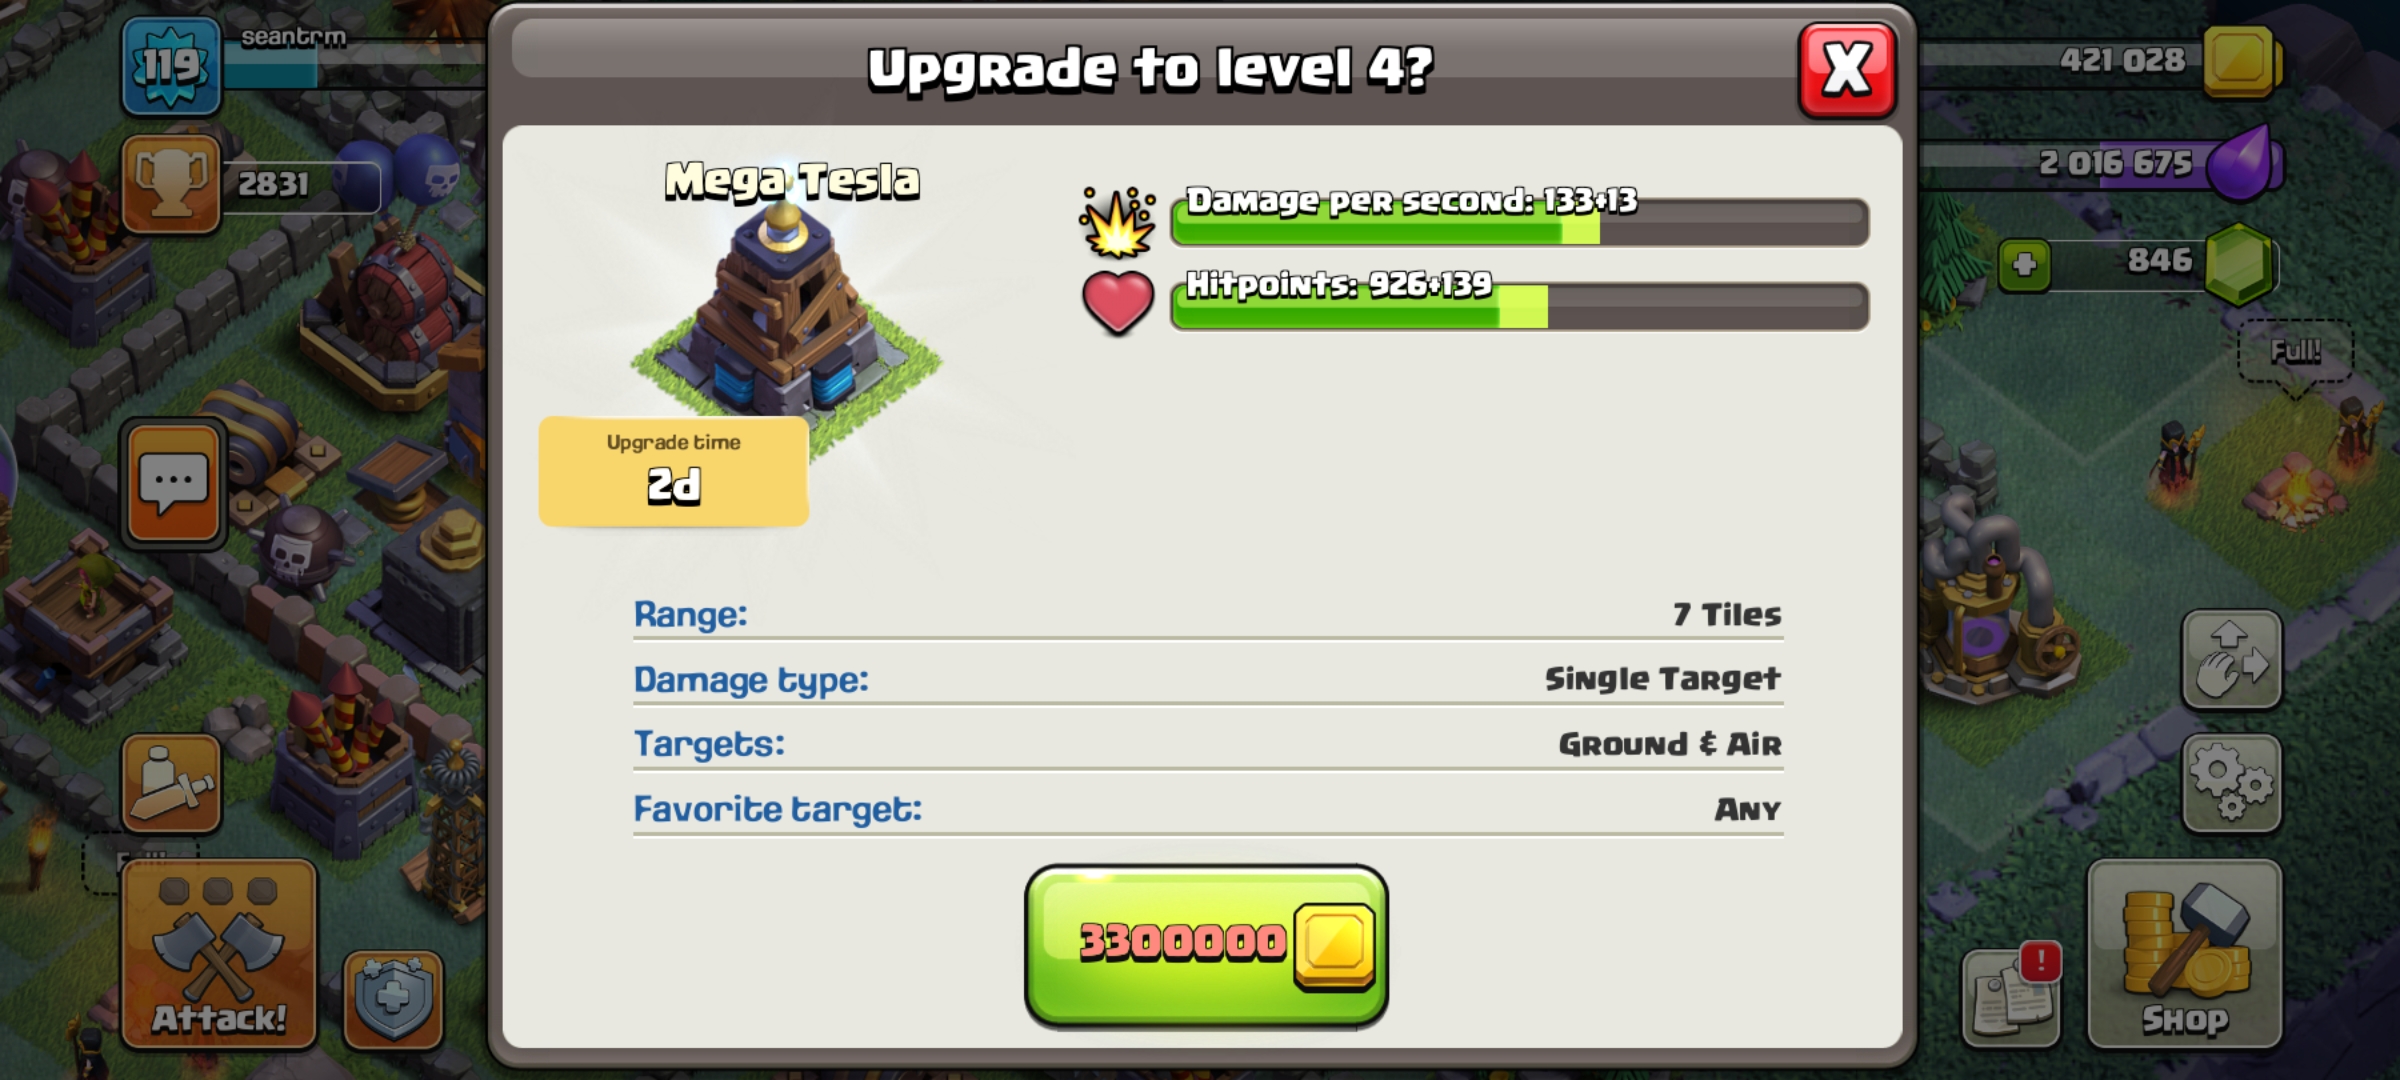 119
seantrm
Upgrade to level 4?
X
421 028
2831
Mega Tesla
Damage per second: 133+13
2 016 675
Hitpoints: 926+139
846
Full!
Upgrade time
2d
Range: 7 Tiles
Damage type: Single Target
Targets: Ground & Air
Favorite target: Any
3300000
Attack!
!
Shop